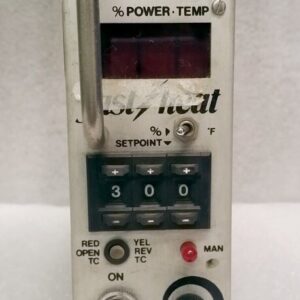 % POWER·TEMP
fast heat
% °F
SETPOINT
+ + +
3 0 0
- - -
RED YEL
OPEN REV
TC TC
MAN
ON